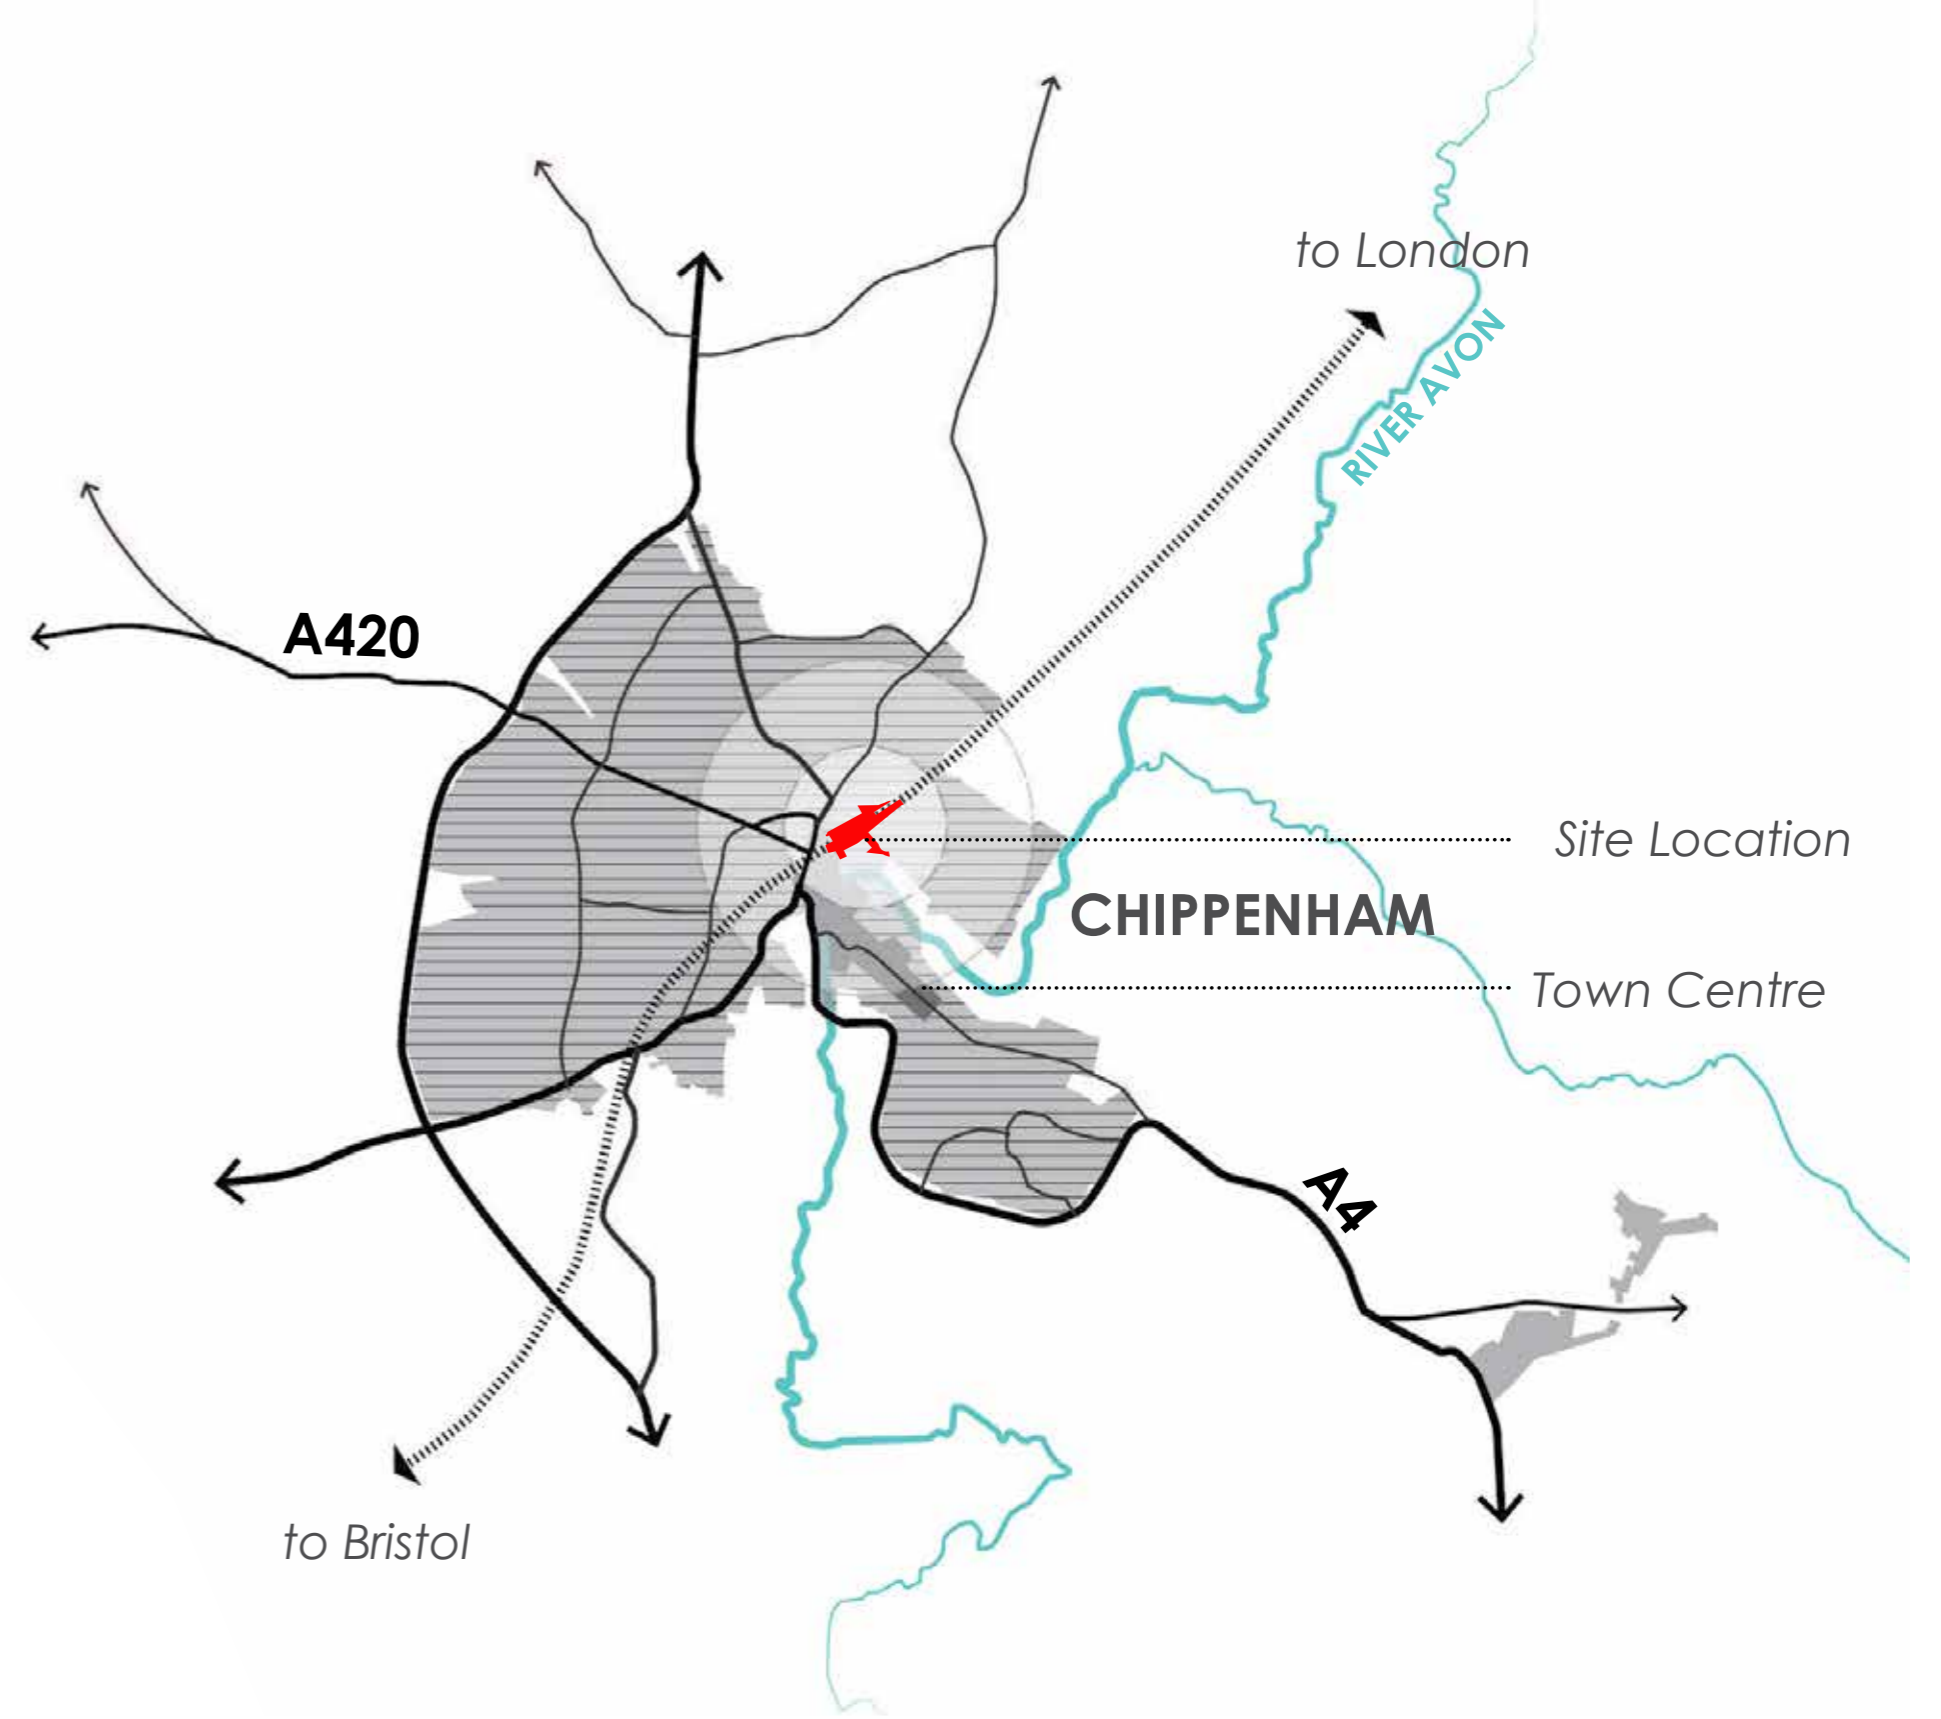 to London
RIVER AVON
A420
Site Location
CHIPPENHAM
Town Centre
A4
to Bristol